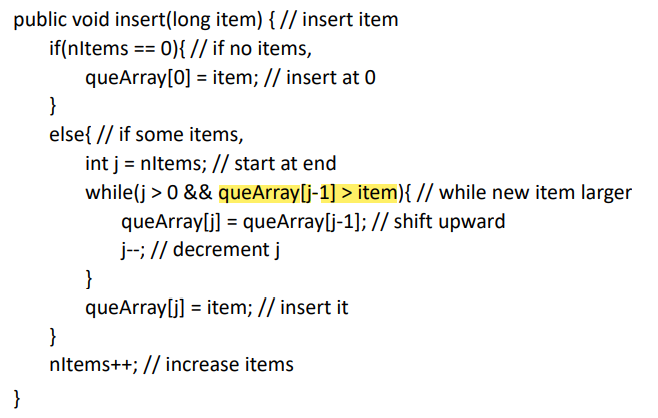 public void insert(long item) { // insert item
if(nItems == 0){ // if no items,
queArray[0] = item; // insert at 0
}
else{ // if some items,
int j = nItems; // start at end
while(j > 0 && queArray[j-1] > item){ // while new item larger
queArray[j] = queArray[j-1]; // shift upward
j--; // decrement j
}
queArray[j] = item; // insert it
}
nItems++; // increase items
}